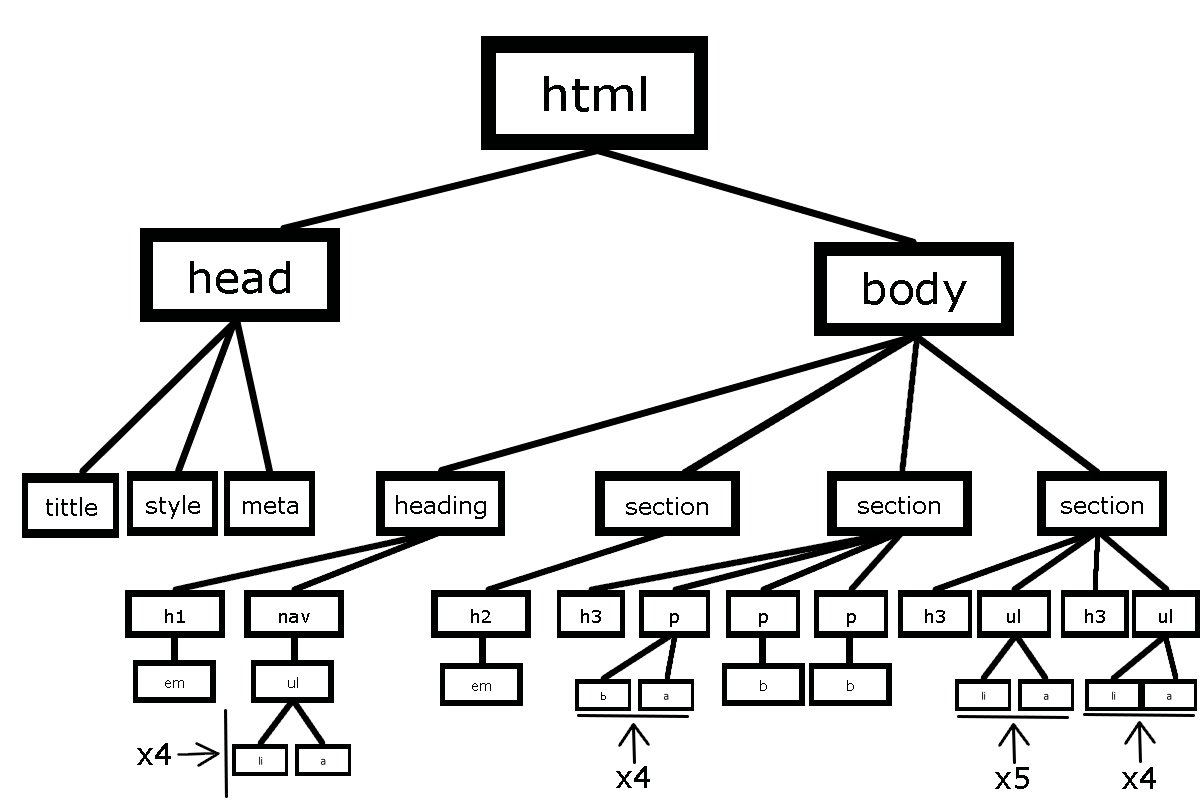 html
head
body
tittle
style
meta
heading
section
section
section
h1
nav
h2
h3
p
p
p
h3
ul
h3
ul
em
ul
em
b
a
b
b
li
a
li
a
x4
li
a
x4
x5
x4